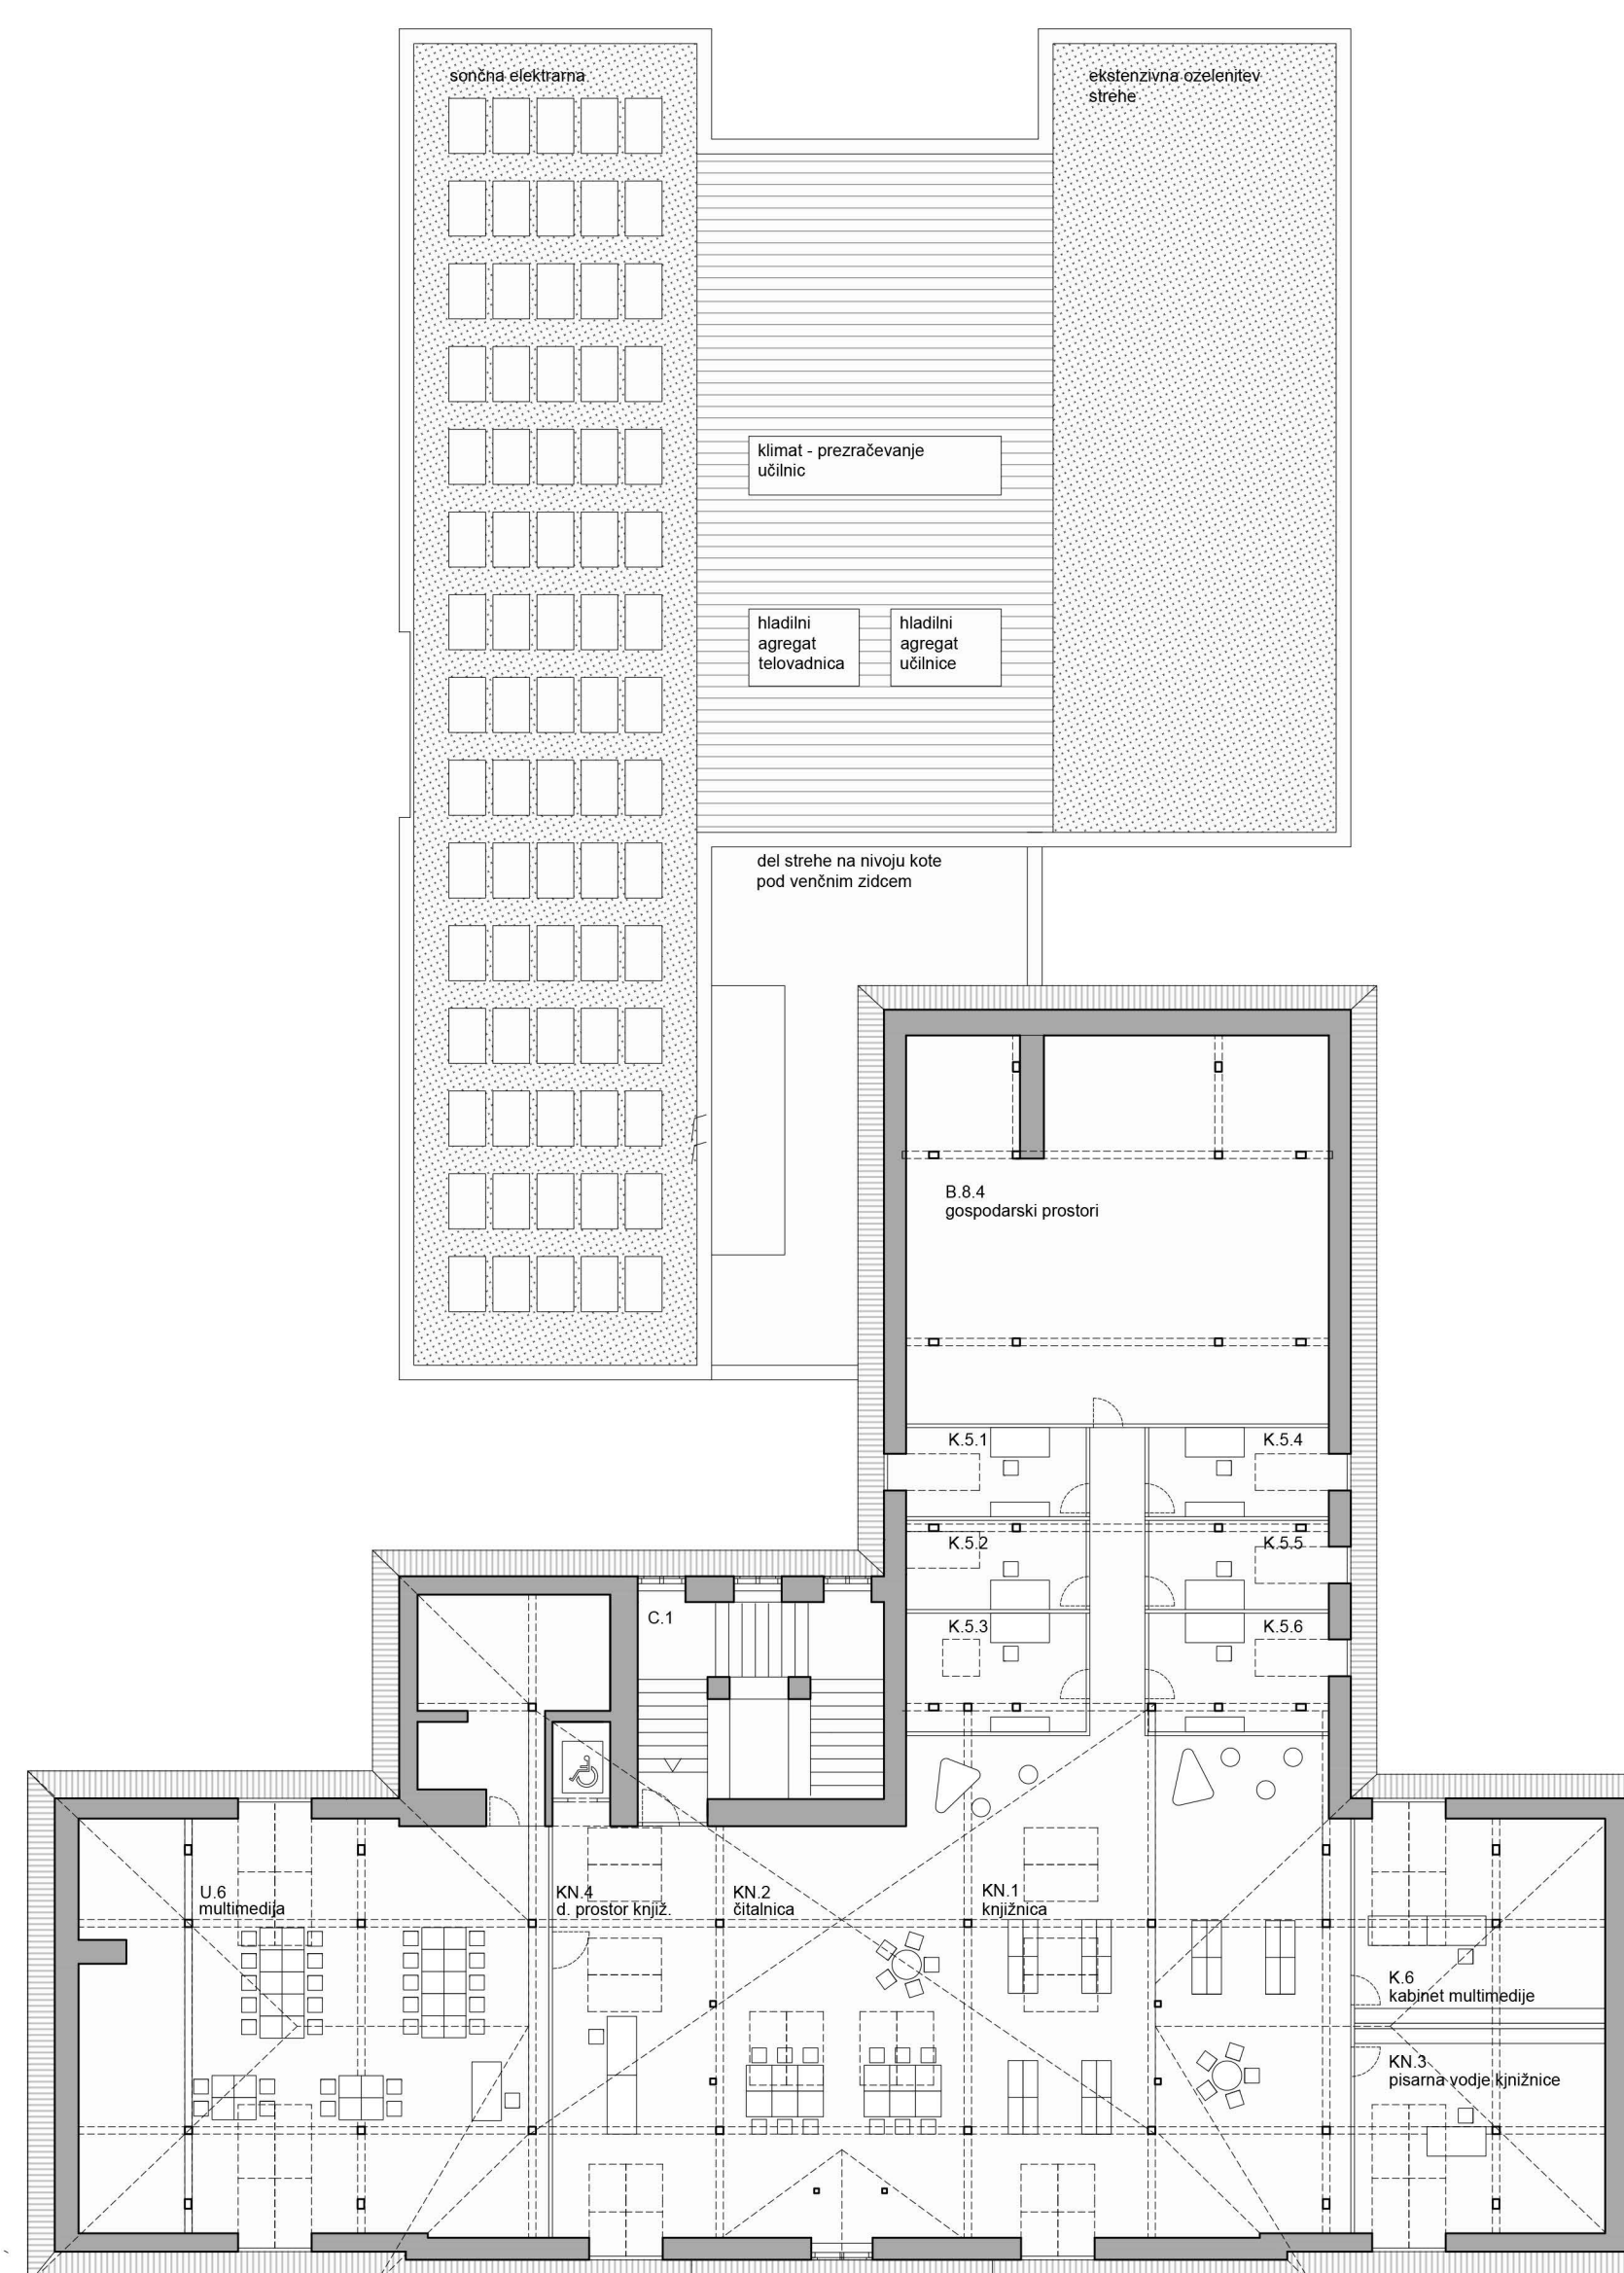 sončna elektrarna
ekstenzivna ozelenitev
strehe
klimat - prezračevanje
učilnic
hladilni
agregat
telovadnica
hladilni
agregat
učilnice
del strehe na nivoju kote
pod venčnim zidcem
B.8.4
gospodarski prostori
K.5.1
K.5.4
K.5.2
K.5.5
K.5.3
K.5.6
C.1
U.6
multimedija
KN.4
d. prostor knjiž.
KN.2
čitalnica
KN.1
knjižnica
K.6
kabinet multimedije
KN.3
pisarna vodje kjnižnice